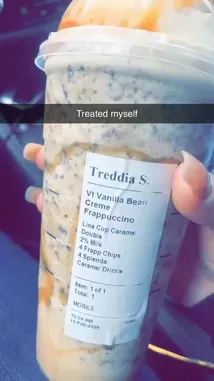 Treated myself
Treddia S.
Vt Vanilla Bean
Creme
Frappuccino
Line Cup Caramel
Double
2% Milk
4 Frapp Chips
4 Splenda
Caramel Drizzle
Item: 1 of 1
Total: 1
MOBILE